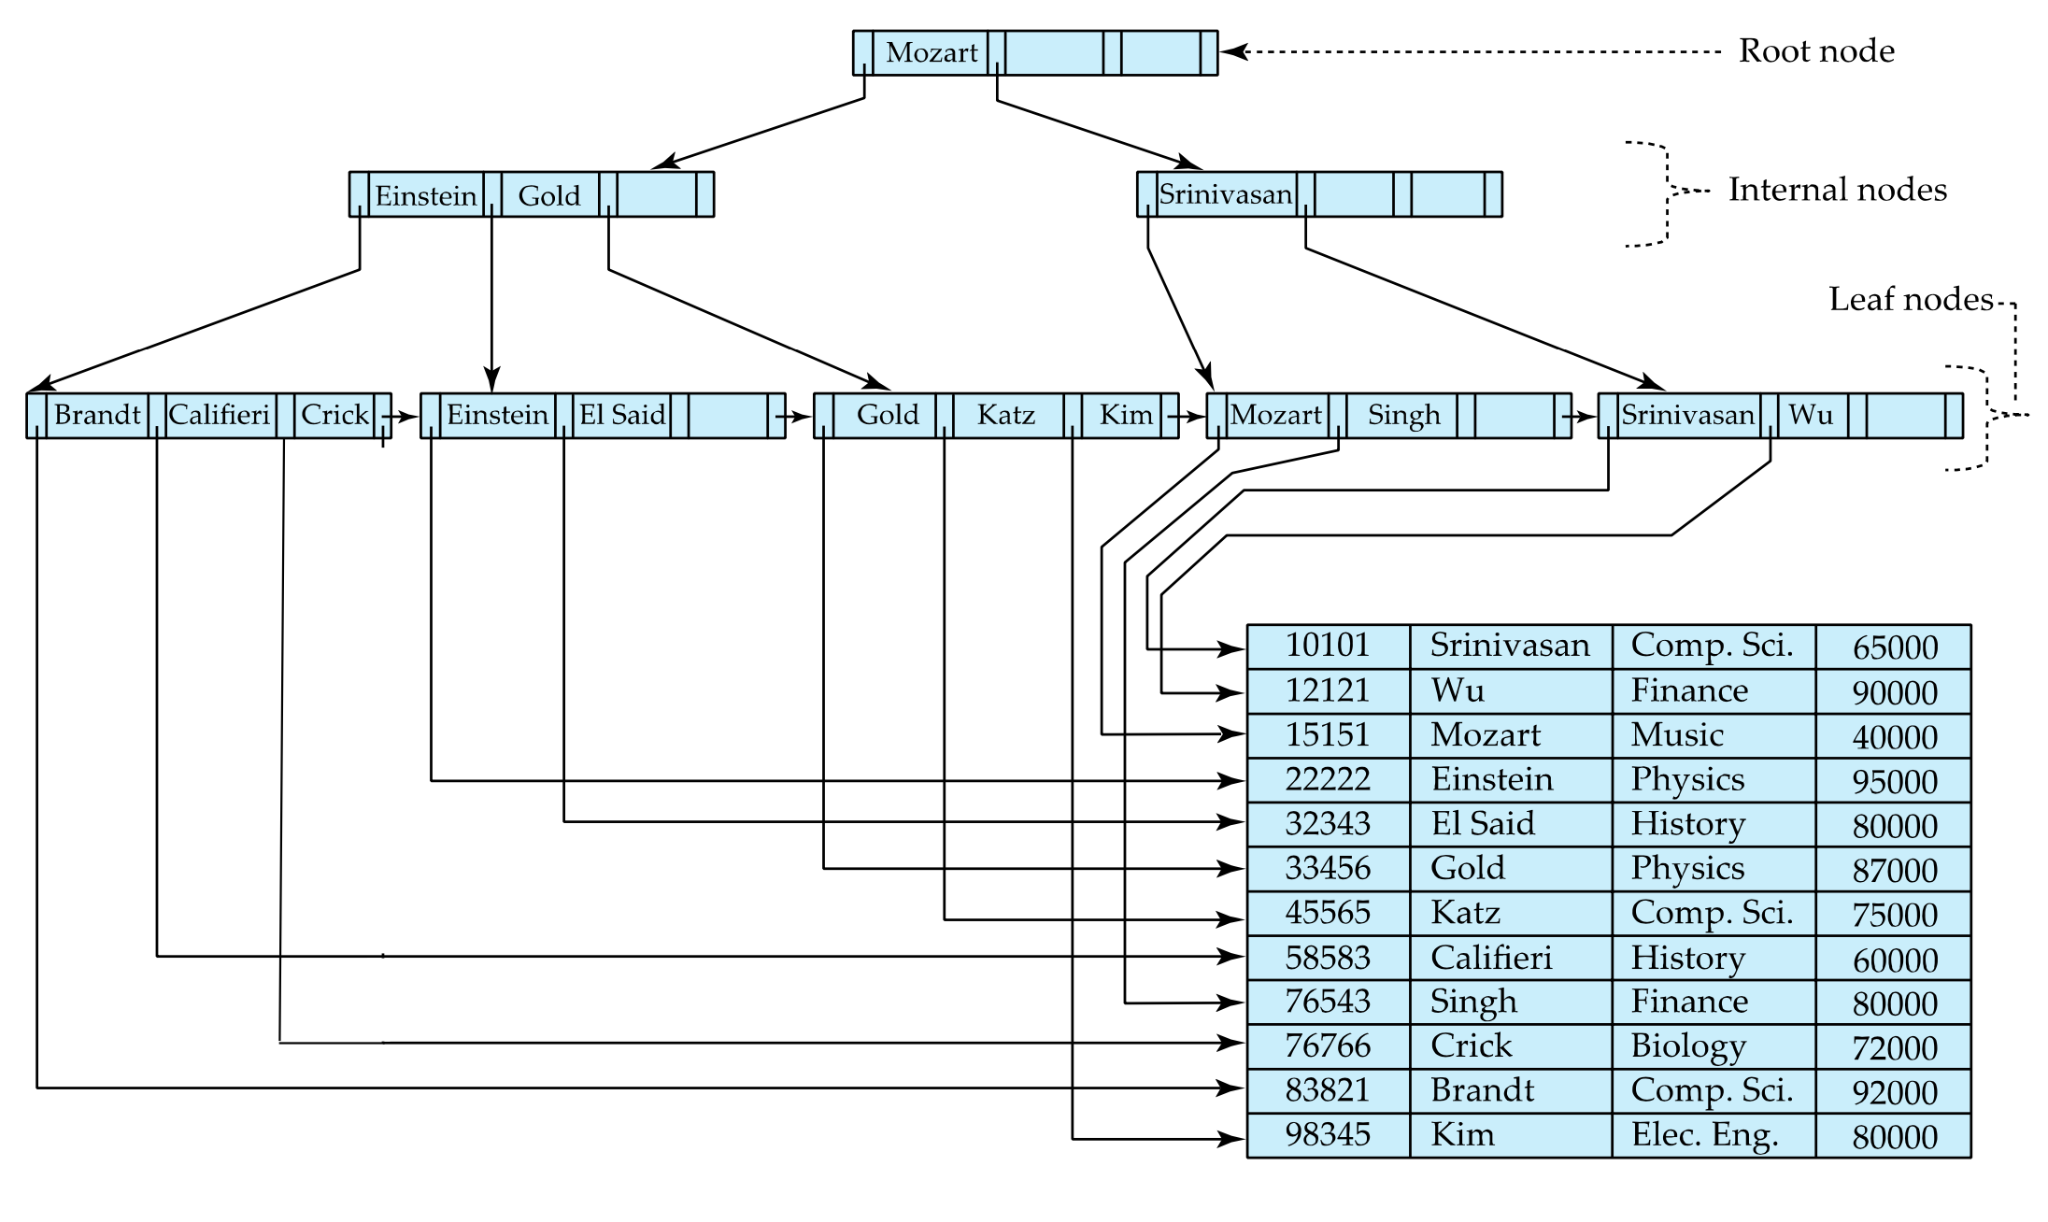 Mozart
Root node
Einstein Gold
Srinivasan
Internal nodes
Leaf nodes
Brandt Califieri Crick
Einstein El Said
Gold Katz Kim
Mozart Singh
Srinivasan Wu
10101 Srinivasan Comp. Sci. 65000
12121 Wu Finance 90000
15151 Mozart Music 40000
22222 Einstein Physics 95000
32343 El Said History 80000
33456 Gold Physics 87000
45565 Katz Comp. Sci. 75000
58583 Califieri History 60000
76543 Singh Finance 80000
76766 Crick Biology 72000
83821 Brandt Comp. Sci. 92000
98345 Kim Elec. Eng. 80000